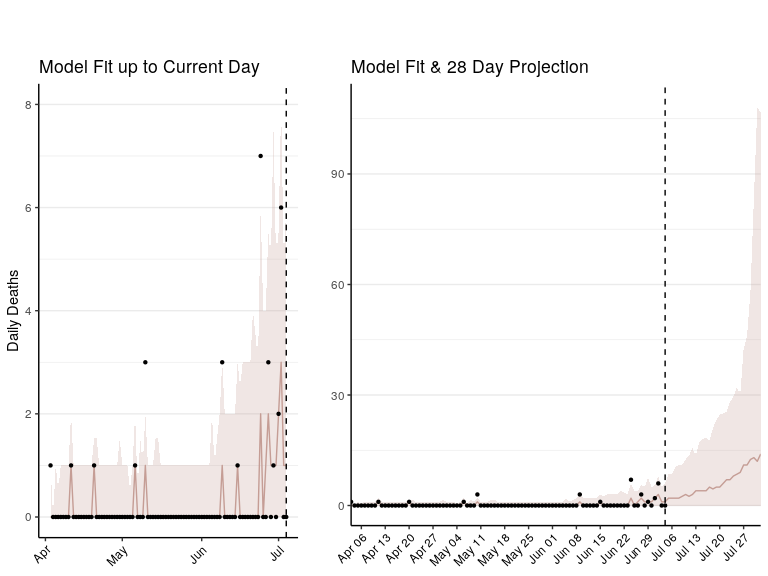 Model Fit up to Current Day
Daily Deaths
8
6
4
2
0
Apr
May
Jun
Jul
Model Fit & 28 Day Projection
90
60
30
0
Apr 06
Apr 13
Apr 20
Apr 27
May 04
May 11
May 18
May 25
Jun 01
Jun 08
Jun 15
Jun 22
Jun 29
Jul 06
Jul 13
Jul 20
Jul 27